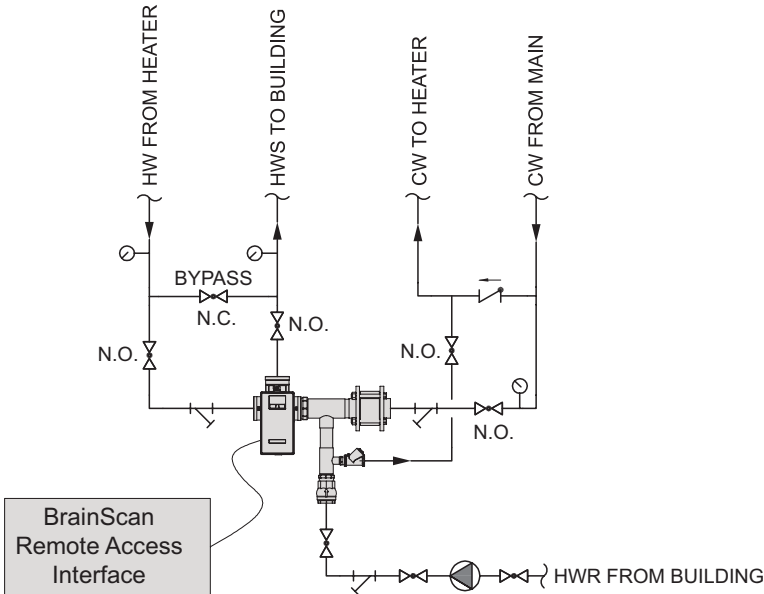 HW FROM HEATER
HWS TO BUILDING
CW TO HEATER
CW FROM MAIN
BYPASS
N.C.
N.O.
N.O.
N.O.
N.O.
BrainScan
Remote Access
Interface
HWR FROM BUILDING